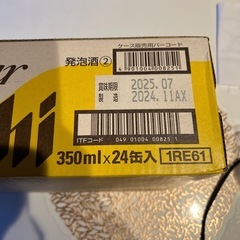 発泡酒②
ケース販売用バーコード
4901004008251
賞味期限 2025.07
製造 2024.11AX
ITFコード 049 01004 00825 1
hi
350ml×24缶入 1RE61